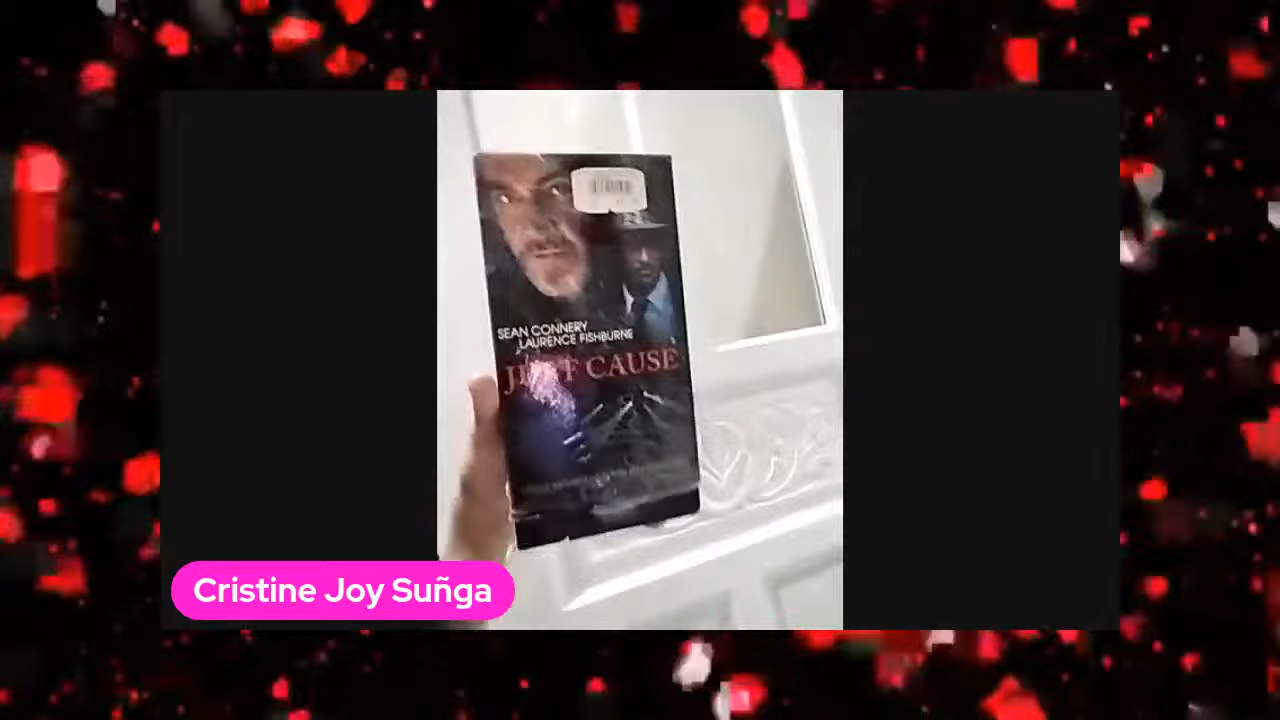 SEAN CONNERY
LAURENCE FISHBURNE
JUST CAUSE
Cristine Joy Suñga